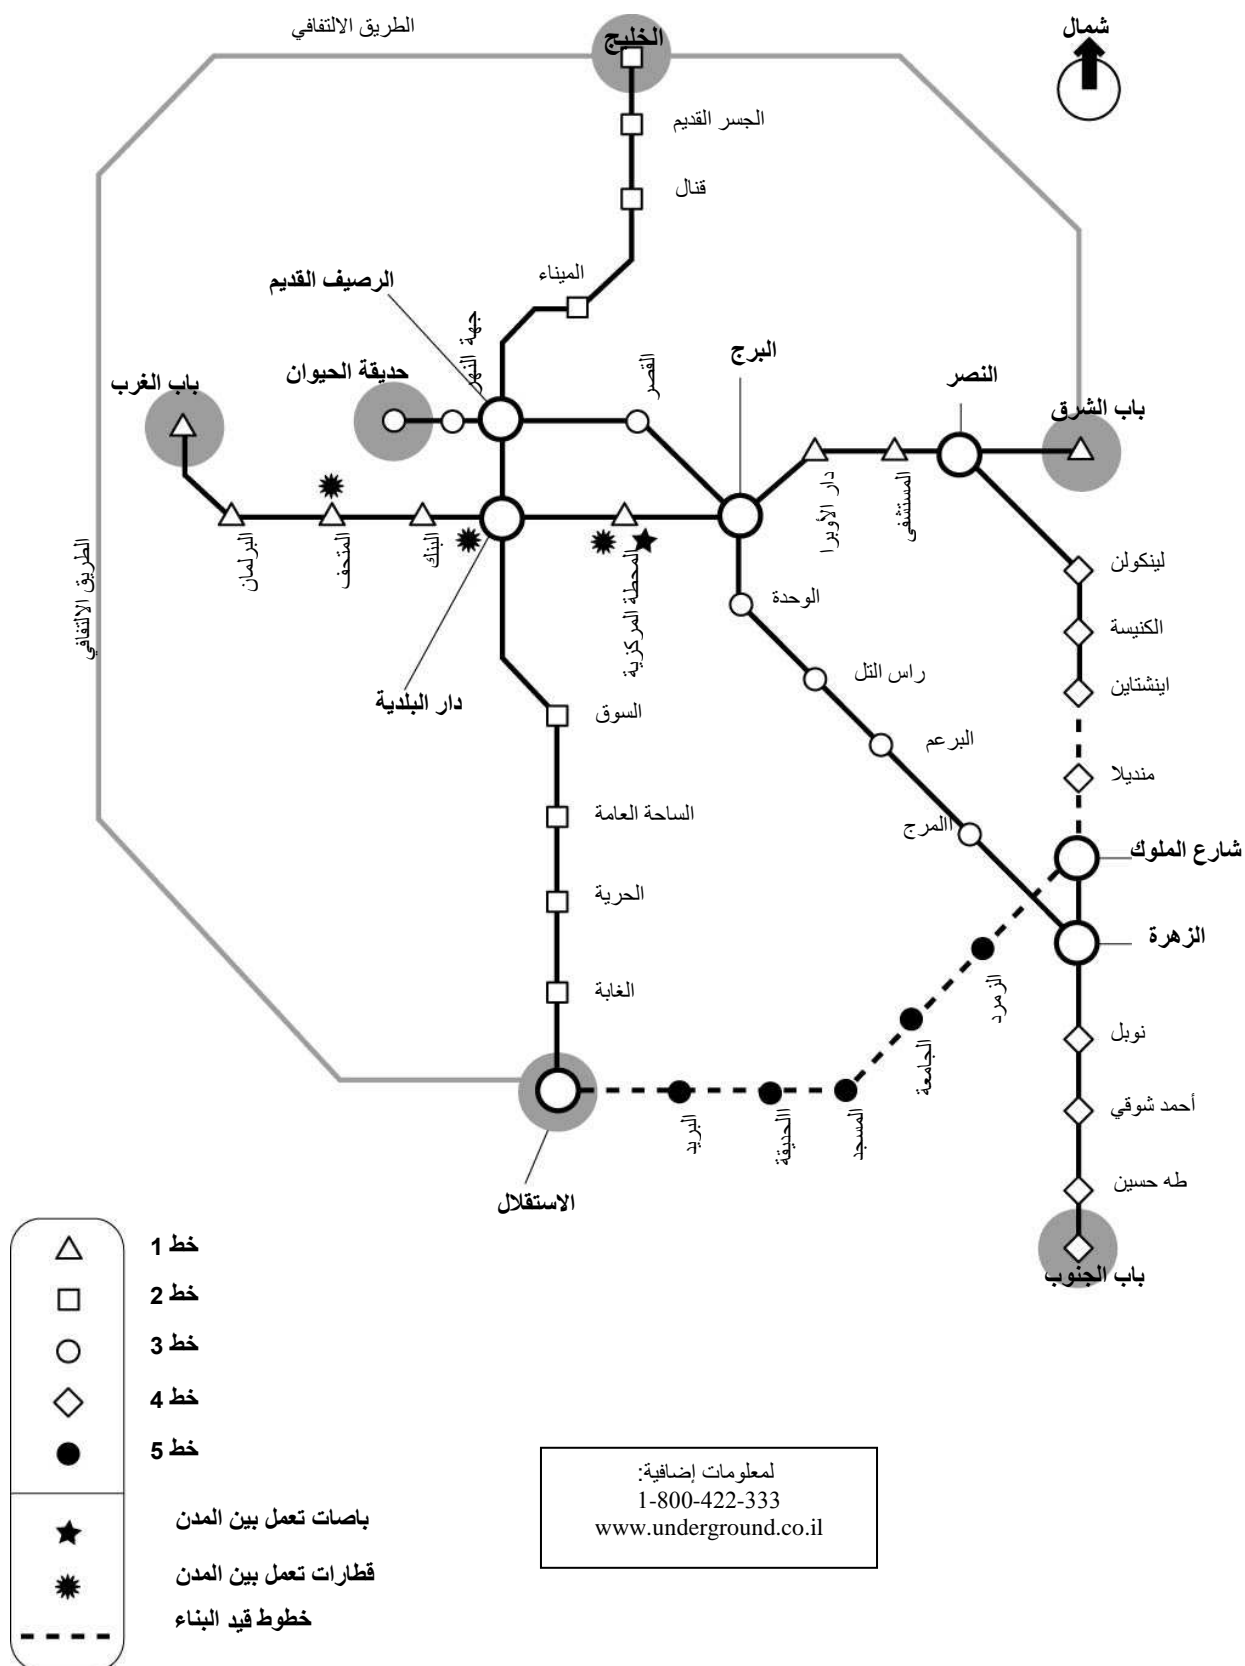 الطريق الالتفافي
الخليج
شمال
الجسر القديم
قنال
الميناء
الرصيف القديم
جهة النهر
القصر
البرج
النصر
باب الغرب
حديقة الحيوان
باب الشرق
دار الأوبرا
المستشفى
البرلمان
المتحف
البنك
المحطة المركزية
الطريق الالتفافي
لينكولن
الوحدة
الكنيسة
راس التل
اينشتاين
دار البلدية
السوق
البرعم
منديلا
الساحة العامة
االمرج
شارع الملوك
الحرية
الزهرة
الغابة
الزمرد
نوبل
الجامعة
البريد
االحديقة
المسجد
أحمد شوقي
طه حسين
الاستقلال
باب الجنوب
خط 1
خط 2
خط 3
خط 4
خط 5
باصات تعمل بين المدن
قطارات تعمل بين المدن
خطوط قيد البناء
لمعلومات إضافية:
1-800-422-333
www.underground.co.il